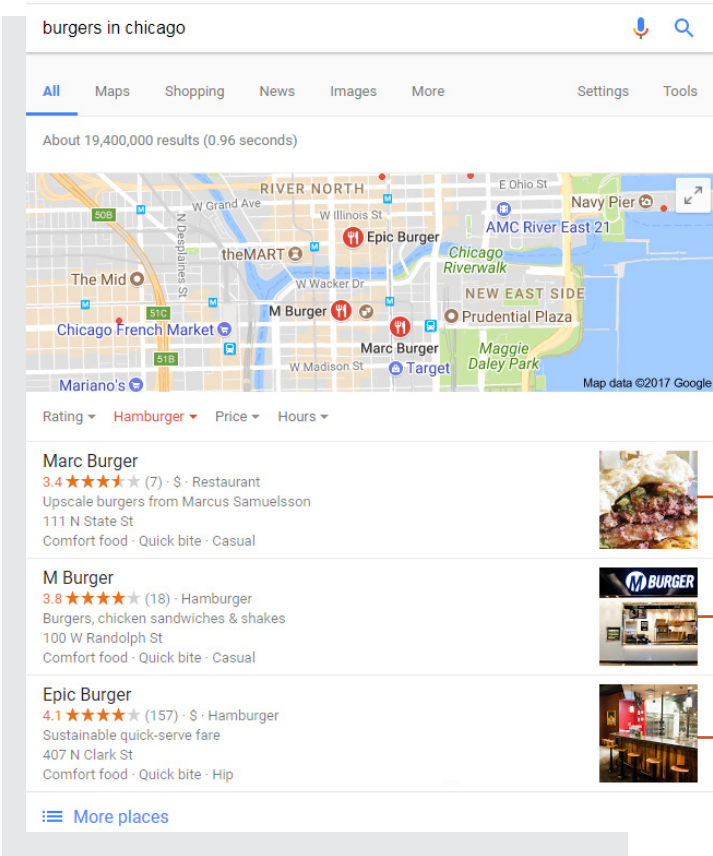 burgers in chicago
All Maps Shopping News Images More Settings Tools
About 19,400,000 results (0.96 seconds)
RIVER NORTH
E Ohio St
W Grand Ave
Navy Pier
50B
M
W Illinois St
M
N Desplaines St
AMC River East 21
Epic Burger
theMART
M
Chicago
Riverwalk
The Mid
W Wacker Dr
NEW EAST SIDE
M
M
M
51C
M Burger
Prudential Plaza
Chicago French Market
Marc Burger
Maggie
Daley Park
51B
W Madison St
Target
Mariano's
Map data ©2017 Google
Rating Hamburger Price Hours
Marc Burger
3.4 ★★★★★ (7) · $ · Restaurant
Upscale burgers from Marcus Samuelsson
111 N State St
Comfort food · Quick bite · Casual
M Burger
3.8 ★★★★★ (18) · Hamburger
Burgers, chicken sandwiches & shakes
100 W Randolph St
Comfort food · Quick bite · Casual
M BURGER
Epic Burger
4.1 ★★★★★ (157) · $ · Hamburger
Sustainable quick-serve fare
407 N Clark St
Comfort food · Quick bite · Hip
More places